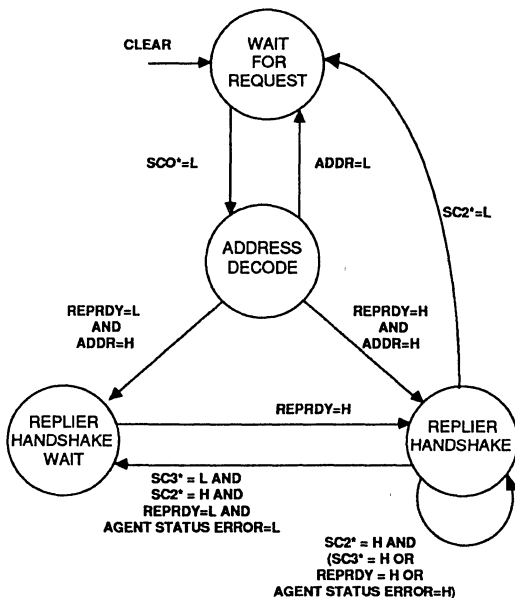 CLEAR
WAIT
FOR
REQUEST
SCO*=L
ADDR=L
SC2*=L
ADDRESS
DECODE
REPRDY=L
AND
ADDR=H
REPRDY=H
AND
ADDR=H
REPLIER
HANDSHAKE
WAIT
REPRDY=H
REPLIER
HANDSHAKE
SC3* = L AND
SC2* = H AND
REPRDY=L AND
AGENT STATUS ERROR=L
SC2* = H AND
(SC3* = H OR
REPRDY = H OR
AGENT STATUS ERROR=H)